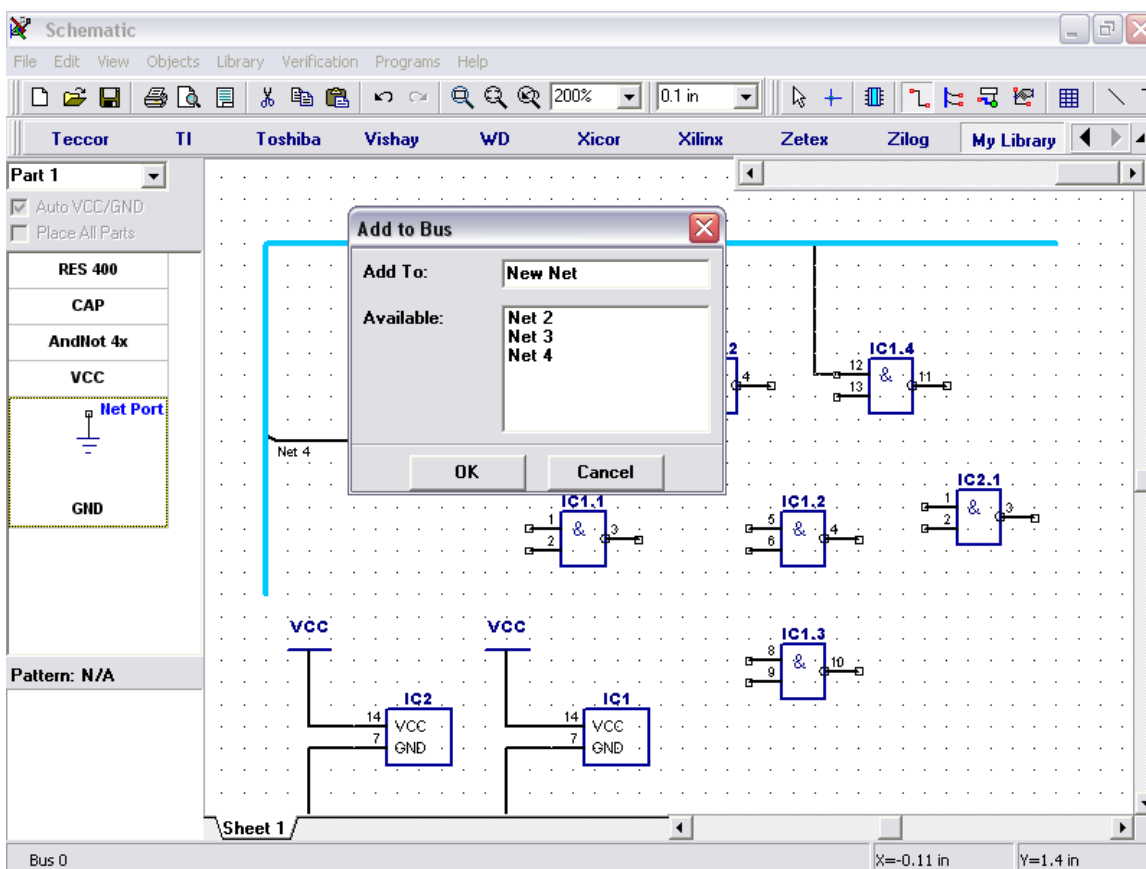 Schematic
File Edit View Objects Library Verification Programs Help
200% 0.1 in
Teccor TI Toshiba Vishay WD Xicor Xilinx Zetex Zilog My Library
Part 1
Auto VCC/GND
Place All Parts
RES 400
CAP
AndNot 4x
VCC
Net Port
GND
Pattern: N/A
Add to Bus
Add To: New Net
Available:
Net 2
Net 3
Net 4
OK Cancel
Net 4
2
4
IC1.4
12
13
&
11
IC1.1
1
2
&
3
IC1.2
5
6
&
4
IC2.1
1
2
&
3
IC1.3
8
9
&
10
VCC
IC2
14
7
VCC
GND
VCC
IC1
14
7
VCC
GND
Sheet 1
Bus 0 X=-0.11 in Y=1.4 in